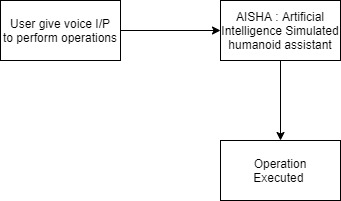 User give voice I/P
to perform operations
AISHA : Artificial
Intelligence Simulated
humanoid assistant
Operation
Executed